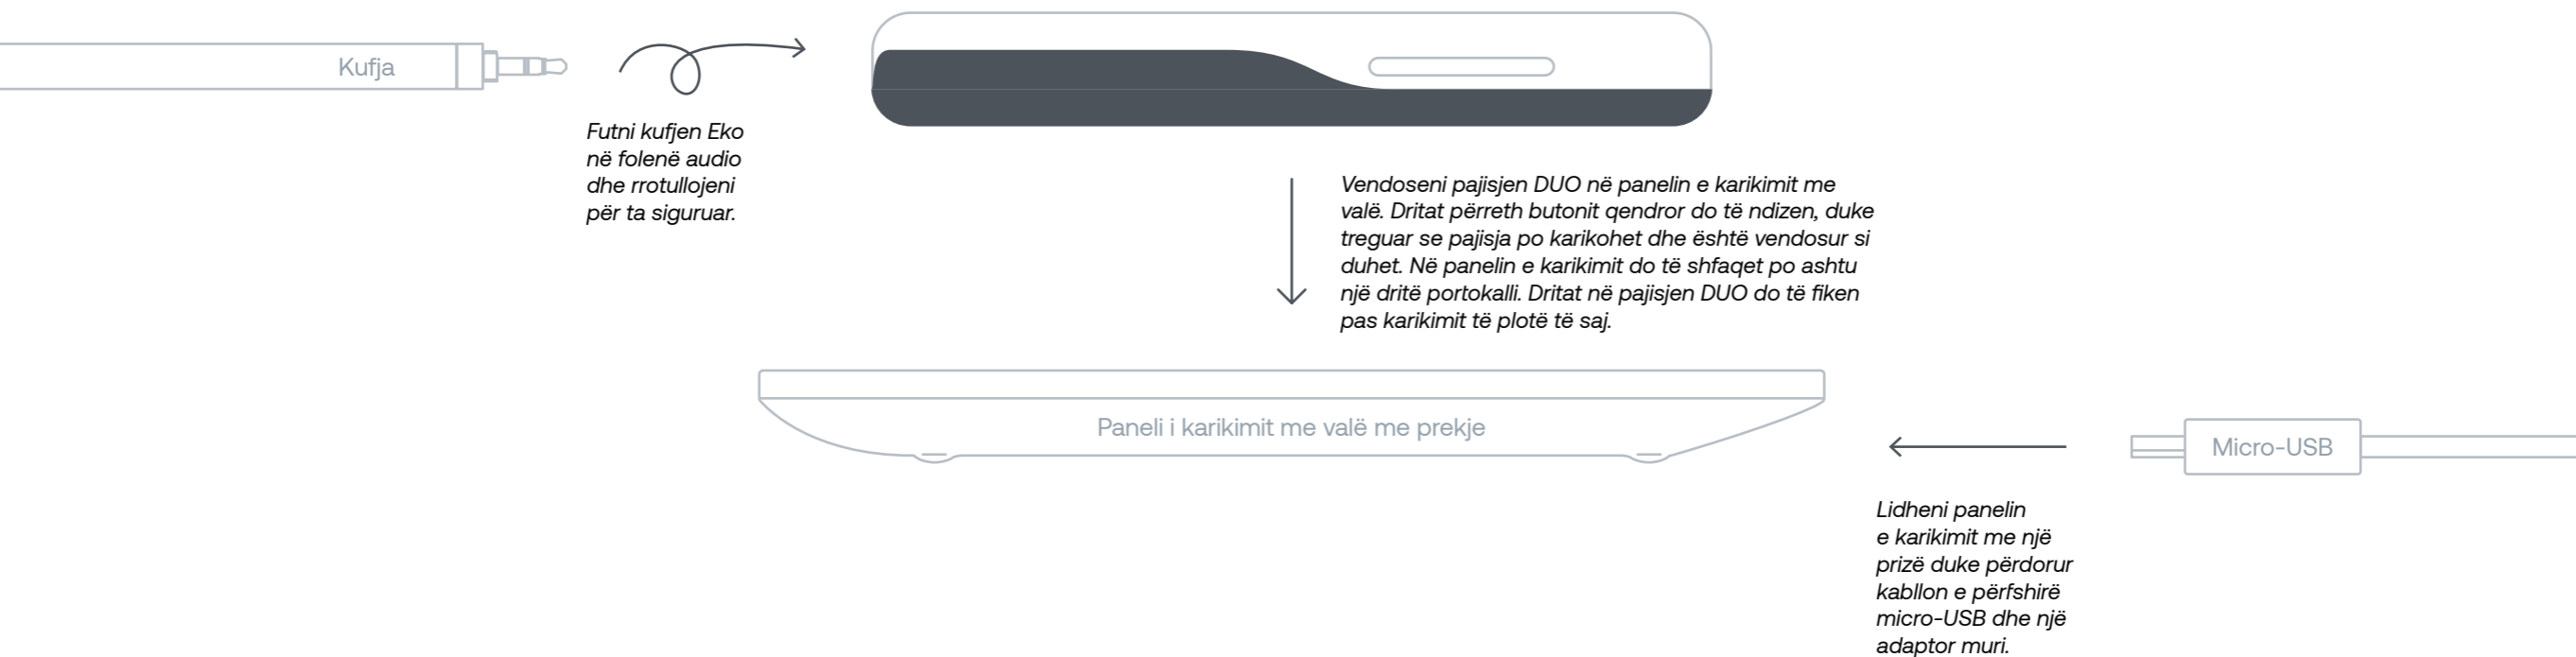 Kufja
Futni kufjen Eko
në folenë audio
dhe rrotullojeni
për ta siguruar.
Vendoseni pajisjen DUO në panelin e karikimit me
valë. Dritat përreth butonit qendror do të ndizen, duke
treguar se pajisja po karikohet dhe është vendosur si
duhet. Në panelin e karikimit do të shfaqet po ashtu
një dritë portokalli. Dritat në pajisjen DUO do të fiken
pas karikimit të plotë të saj.
Paneli i karikimit me valë me prekje
Micro-USB
Lidheni panelin
e karikimit me një
prizë duke përdorur
kabllon e përfshirë
micro-USB dhe një
adaptor muri.